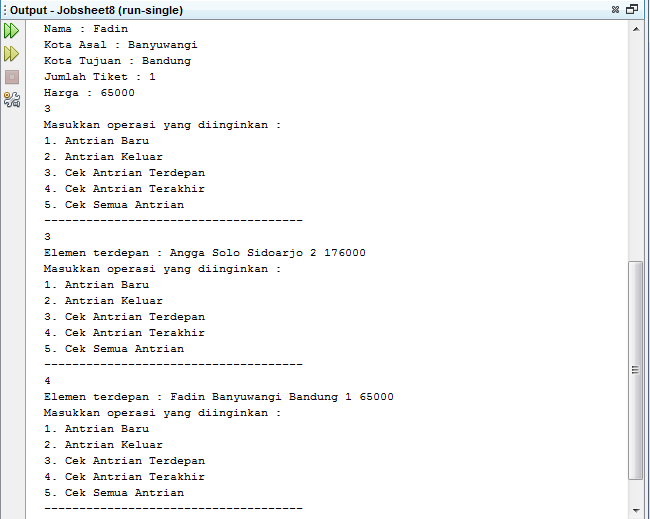 Output - Jobsheet8 (run-single)
Nama : Fadin
Kota Asal : Banyuwangi
Kota Tujuan : Bandung
Jumlah Tiket : 1
Harga : 65000
3
Masukkan operasi yang diinginkan :
1. Antrian Baru
2. Antrian Keluar
3. Cek Antrian Terdepan
4. Cek Antrian Terakhir
5. Cek Semua Antrian
-------------------------------------
3
Elemen terdepan : Angga Solo Sidoarjo 2 176000
Masukkan operasi yang diinginkan :
1. Antrian Baru
2. Antrian Keluar
3. Cek Antrian Terdepan
4. Cek Antrian Terakhir
5. Cek Semua Antrian
-------------------------------------
4
Elemen terdepan : Fadin Banyuwangi Bandung 1 65000
Masukkan operasi yang diinginkan :
1. Antrian Baru
2. Antrian Keluar
3. Cek Antrian Terdepan
4. Cek Antrian Terakhir
5. Cek Semua Antrian
-------------------------------------